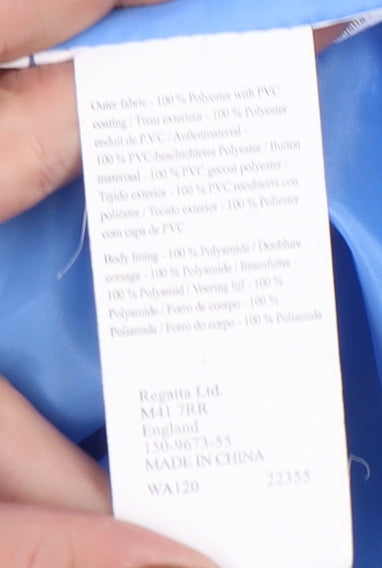 Outer fabric - 100 % Polyester with PVC
coating / Tissu exterieur - 100 % Polyester
enduit de PVC / Außenmaterial -
100 % PVC-beschichteres Polyester / Buiten
materiaal - 100 % PVC gecoat polyester /
Tejido exterior - 100 % PVC recubierta con
poliéster / Tecido exterior - 100 % Poliester
com capa de PVC
Body lining - 100 % Polyamide / Doublure
corsage - 100 % Polyamide / Innenfutter -
100 % Polyamid / Voering lijf - 100 %
Polyamide / Forro de cuerpo - 100 %
Poliamida / Forro do corpo - 100 % Poliamida
Regatta Ltd.
M41 7RR
England
150-9673-55
MADE IN CHINA
WA120 22355